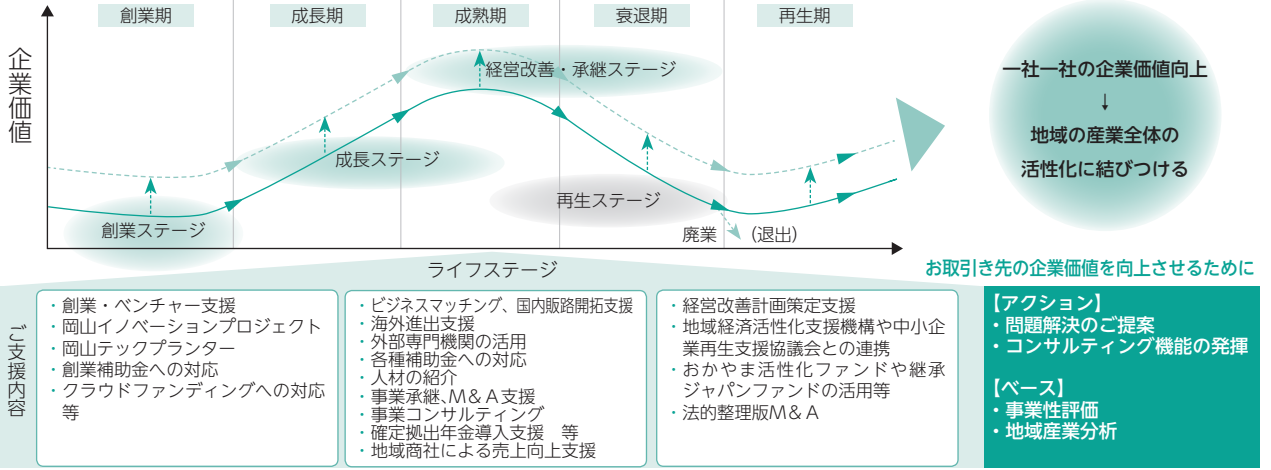 創業期
成長期
成熟期
衰退期
再生期
企業価値
経営改善・承継ステージ
成長ステージ
再生ステージ
創業ステージ
廃業 (退出)
ライフステージ
一社一社の企業価値向上
↓
地域の産業全体の
活性化に結びつける
お取引き先の企業価値を向上させるために
ご支援内容
・創業・ベンチャー支援
・岡山イノベーションプロジェクト
・岡山テックプランター
・創業補助金への対応
・クラウドファンディングへの対応
等
・ビジネスマッチング、国内販路開拓支援
・海外進出支援
・外部専門機関の活用
・各種補助金への対応
・人材の紹介
・事業承継、M&A支援
・事業コンサルティング
・確定拠出年金導入支援 等
・地域商社による売上向上支援
・経営改善計画策定支援
・地域経済活性化支援機構や中小企
業再生支援協議会との連携
・おかやま活性化ファンドや継承
ジャパンファンドの活用等
・法的整理版M&A
【アクション】
・問題解決のご提案
・コンサルティング機能の発揮
【ベース】
・事業性評価
・地域産業分析